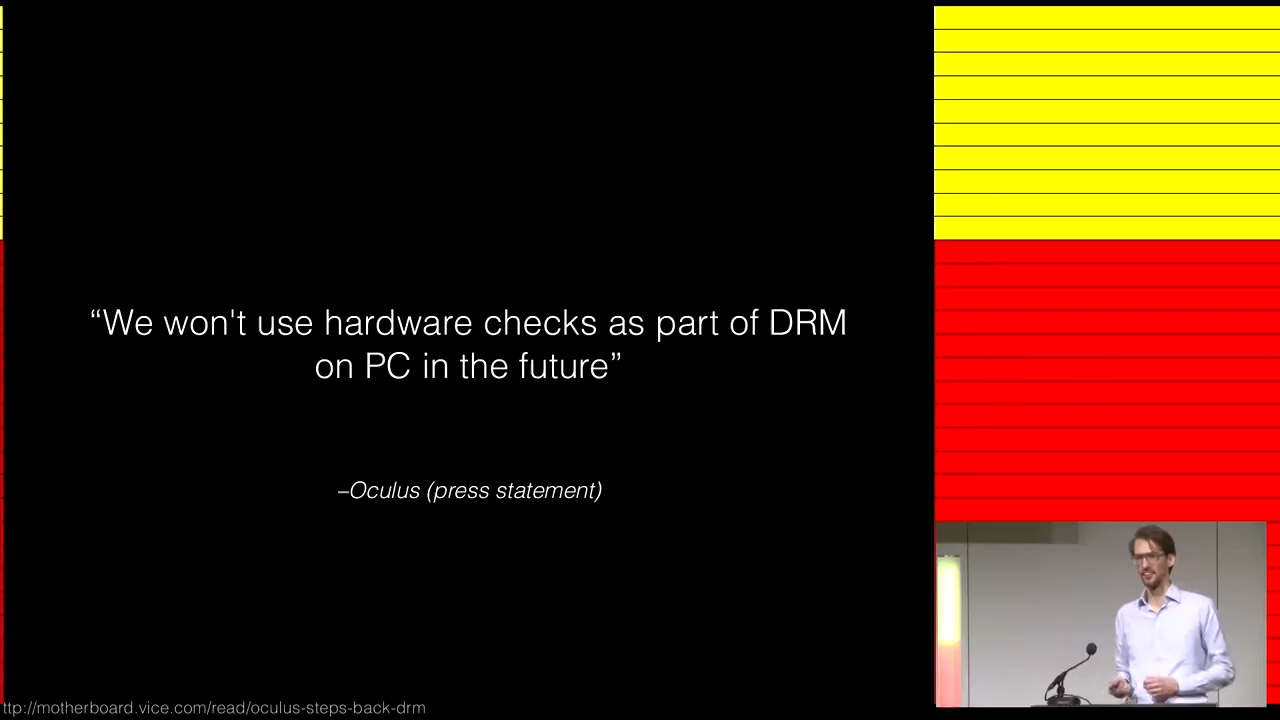 “We won't use hardware checks as part of DRM
on PC in the future”
–Oculus (press statement)
ttp://motherboard.vice.com/read/oculus-steps-back-drm